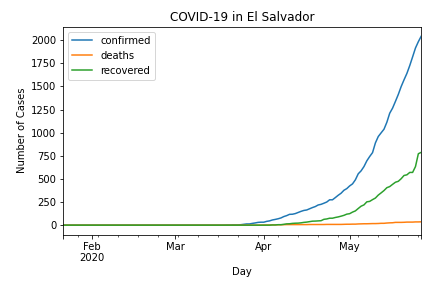 COVID-19 in El Salvador
confirmed
deaths
recovered
2000
1750
1500
1250
1000
750
500
250
0
Number of Cases
Feb
2020
Mar
Apr
May
Day